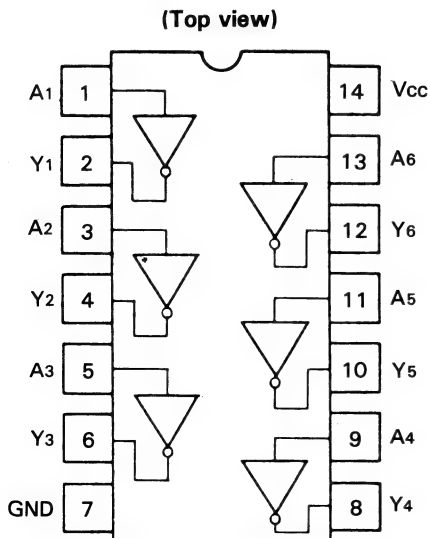 (Top view)
A1 1 14 Vcc
Y1 2 13 A6
A2 3 12 Y6
Y2 4 11 A5
A3 5 10 Y5
Y3 6 9 A4
GND 7 8 Y4